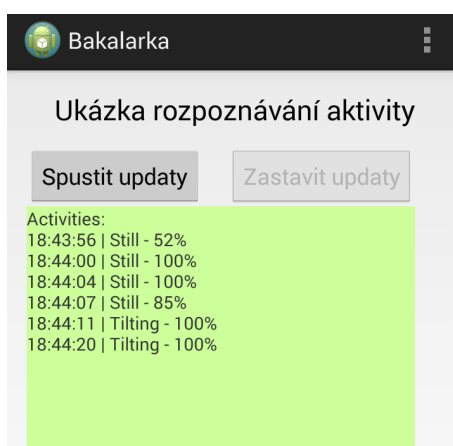 Bakalarka
Ukázka rozpoznávání aktivity
Spustit updaty
Zastavit updaty
Activities:
18:43:56 | Still - 52%
18:44:00 | Still - 100%
18:44:04 | Still - 100%
18:44:07 | Still - 85%
18:44:11 | Tilting - 100%
18:44:20 | Tilting - 100%